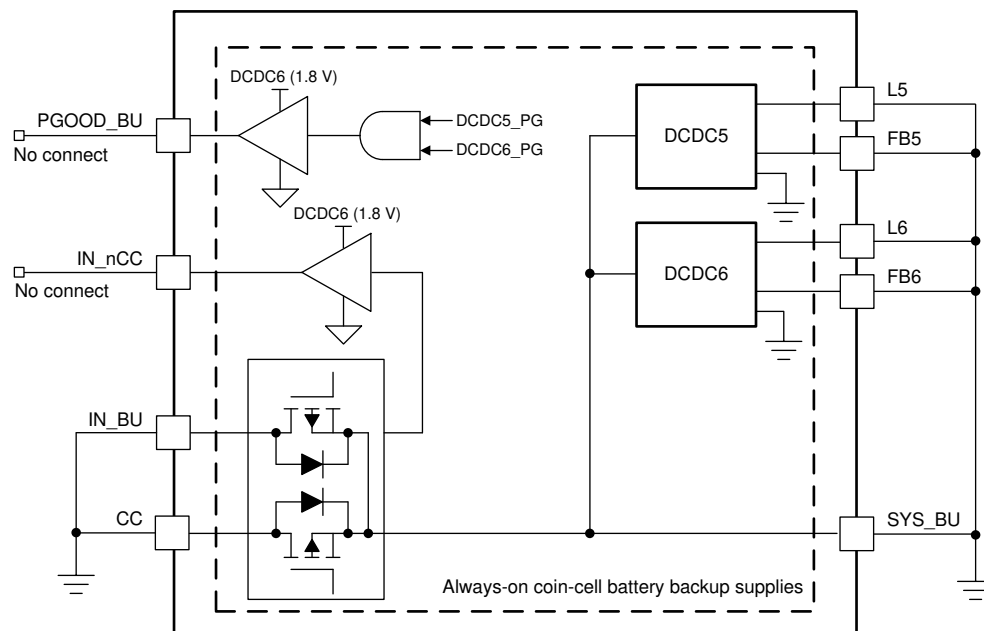 DCDC6 (1.8 V)
PGOOD_BU
No connect
DCDC5_PG
DCDC6_PG
DCDC5
L5
FB5
DCDC6 (1.8 V)
IN_nCC
No connect
DCDC6
L6
FB6
IN_BU
CC
SYS_BU
Always-on coin-cell battery backup supplies